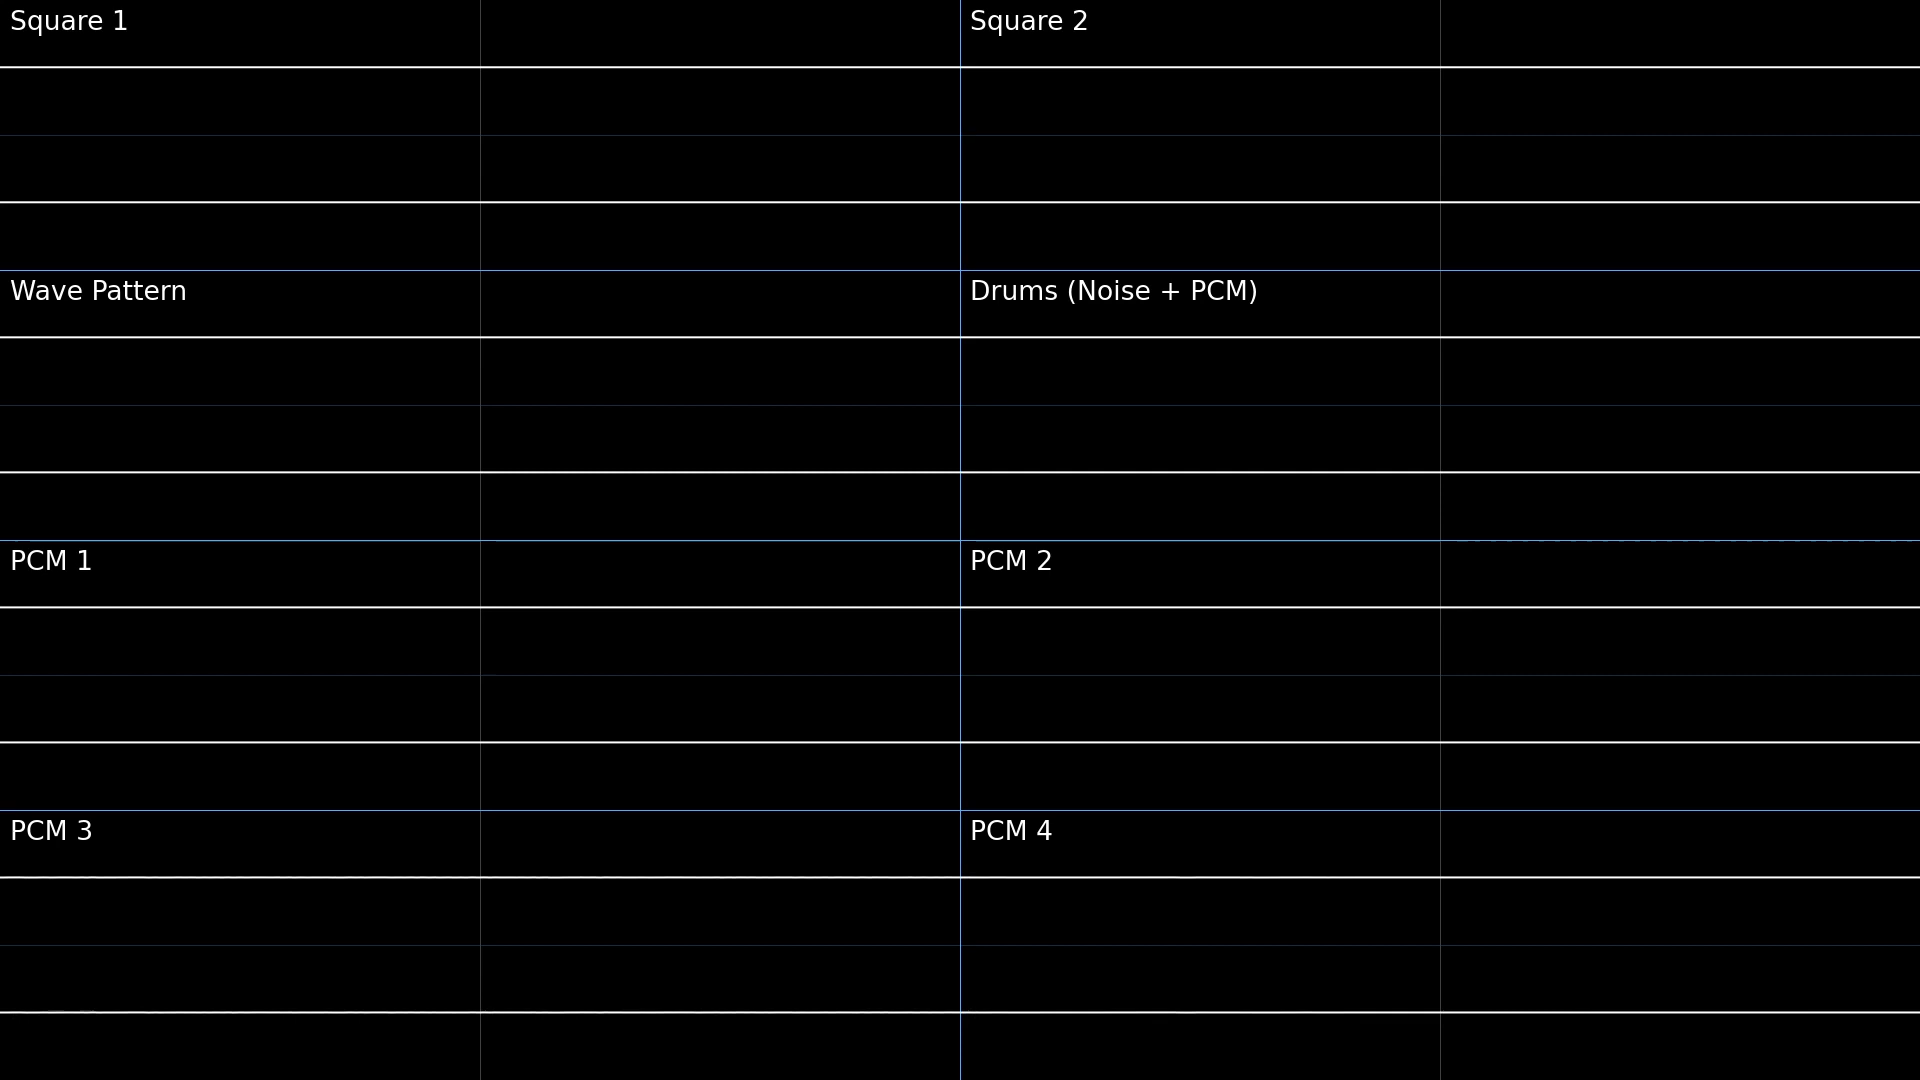 Square 1
Square 2
Wave Pattern
Drums (Noise + PCM)
PCM 1
PCM 2
PCM 3
PCM 4